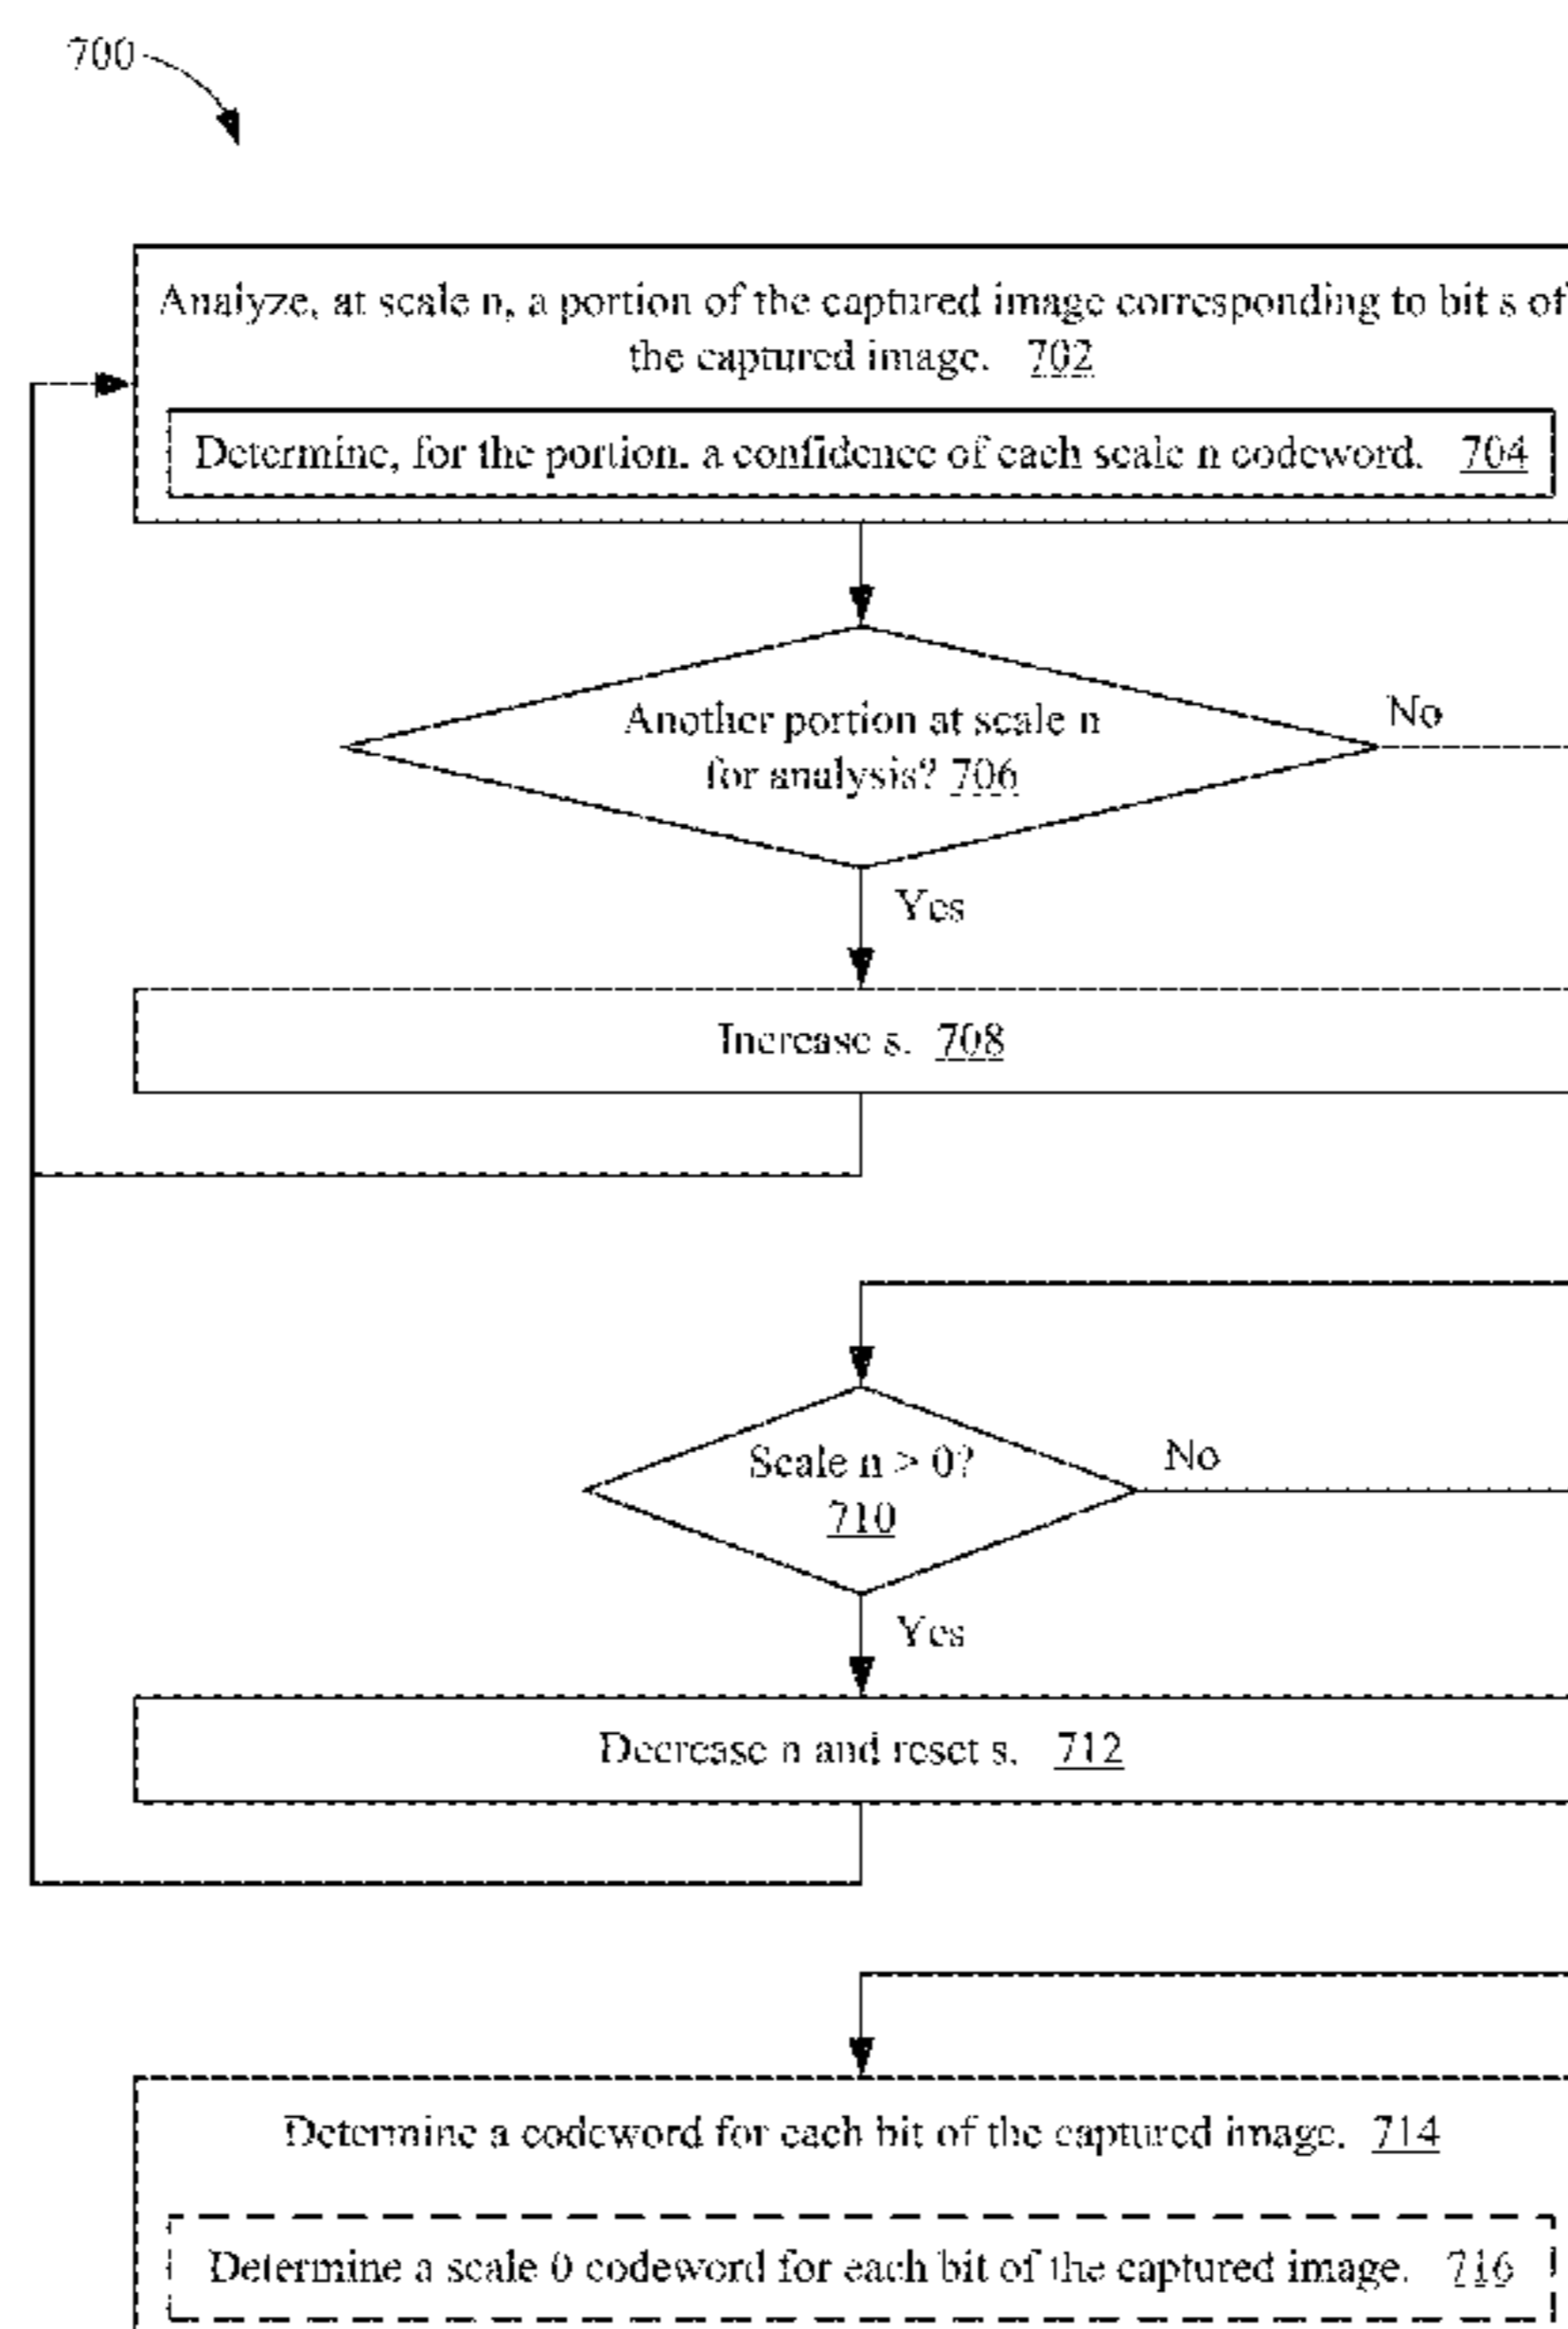 700
Analyze, at scale n, a portion of the captured image corresponding to bit s of
the captured image. 702
Determine, for the portion, a confidence of each scale n codeword. 704
Another portion at scale n
for analysis? 706
No
Yes
Increase s. 708
Scale n > 0?
710
No
Yes
Decrease n and reset s. 712
Determine a codeword for each bit of the captured image. 714
Determine a scale 0 codeword for each bit of the captured image. 716